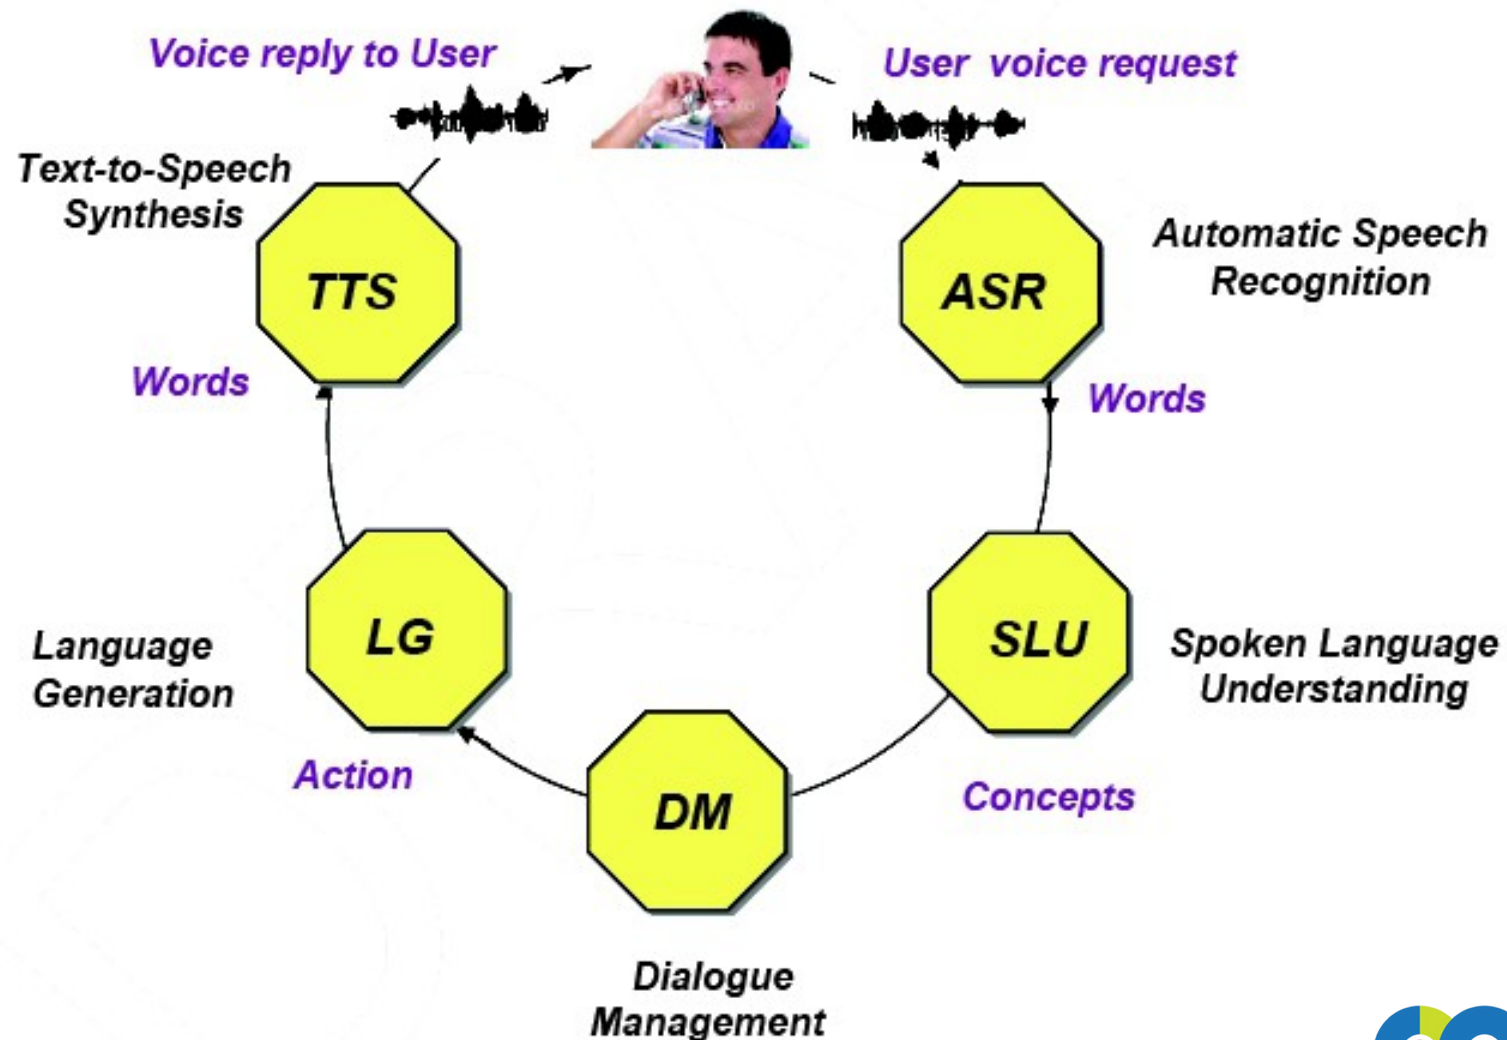 Voice reply to User
User voice request
Text-to-Speech
Synthesis
TTS
ASR
Automatic Speech
Recognition
Words
Words
LG
SLU
Language
Generation
Spoken Language
Understanding
Action
DM
Concepts
Dialogue
Management